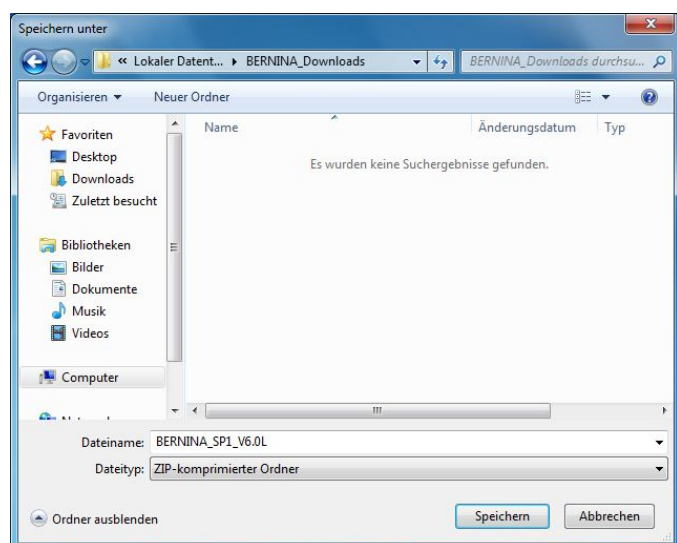 Speichern unter
« Lokaler Datent... ▸ BERNINA_Downloads
BERNINA_Downloads durchsu...
Organisieren Neuer Ordner
Name Änderungsdatum Typ
Es wurden keine Suchergebnisse gefunden.
Favoriten
Desktop
Downloads
Zuletzt besucht
Bibliotheken
Bilder
Dokumente
Musik
Videos
Computer
Dateiname: BERNINA_SP1_V6.0L
Dateityp: ZIP-komprimierter Ordner
Ordner ausblenden
Speichern Abbrechen